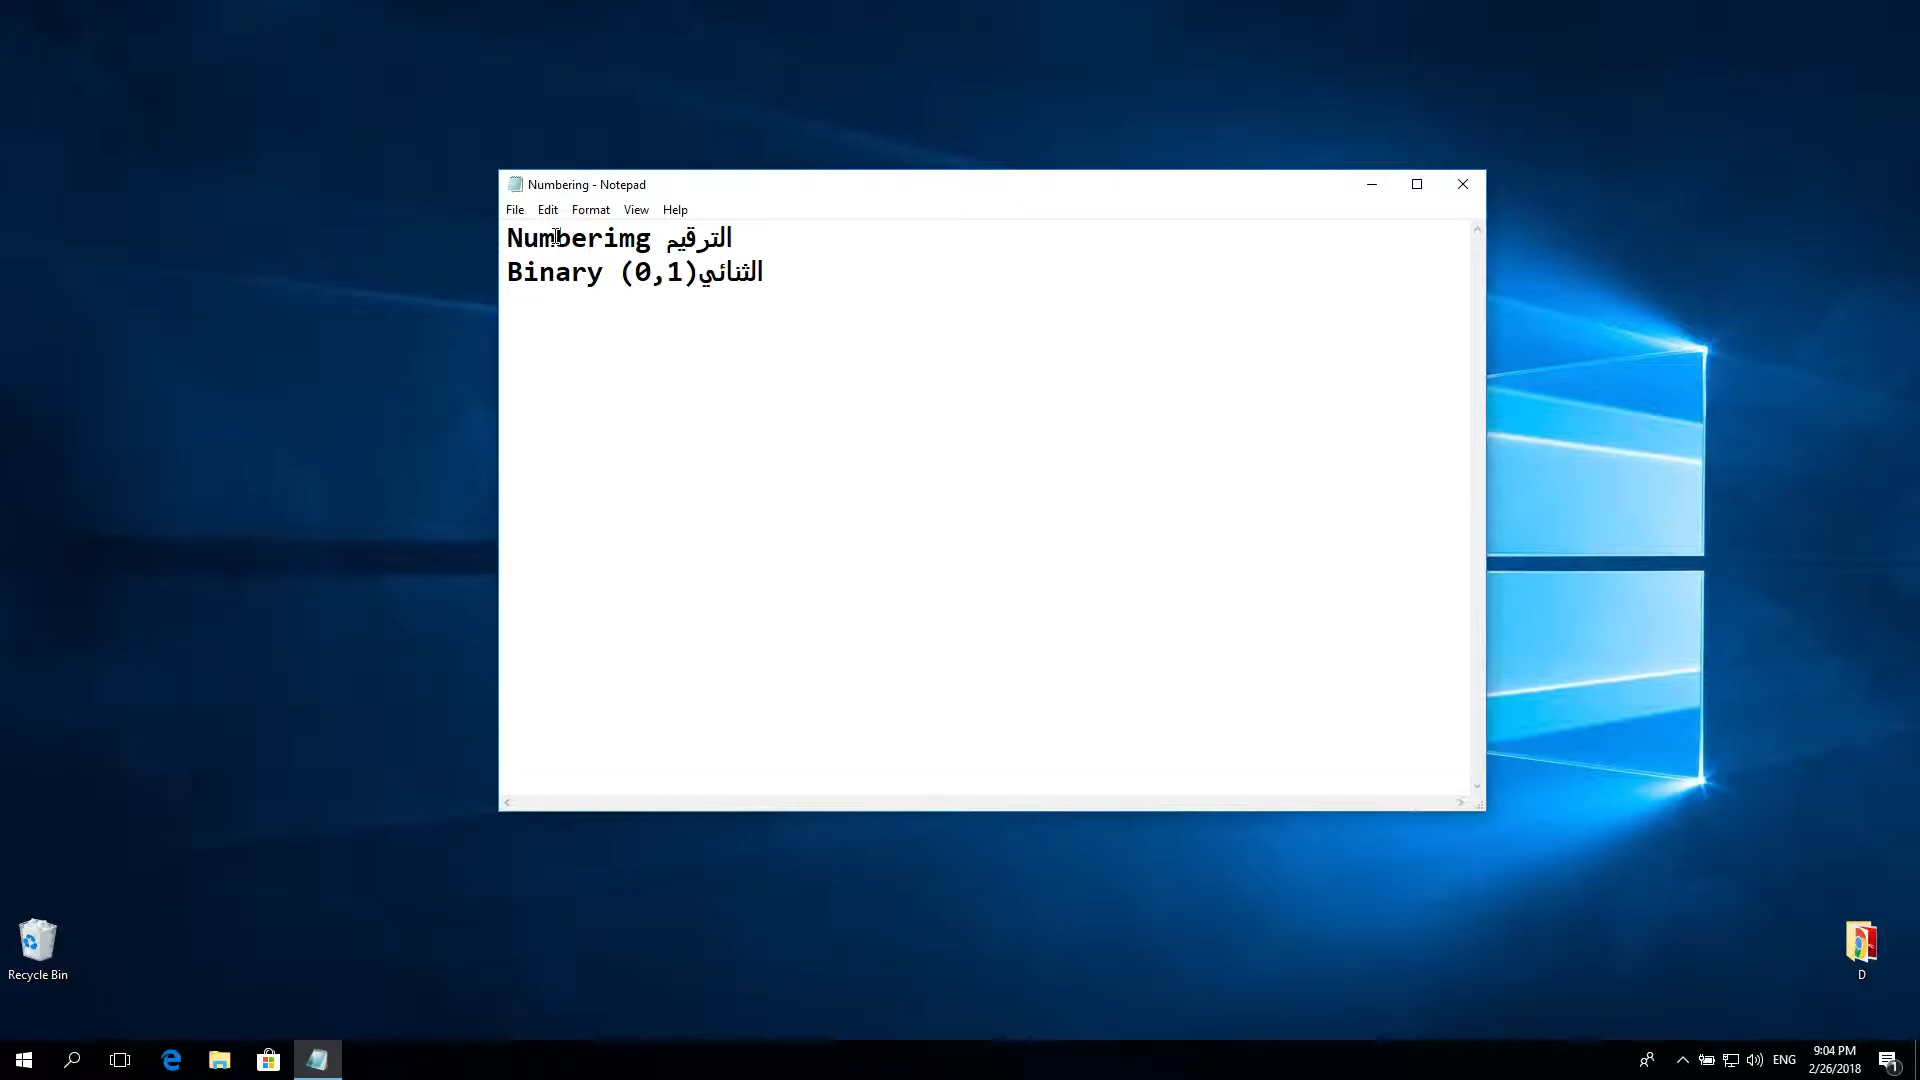 Numbering - Notepad
File Edit Format View Help
Numberimg الترقيم
Binary (0,1)الثنائي
Recycle Bin
D
ENG
9:04 PM
2/26/2018
1